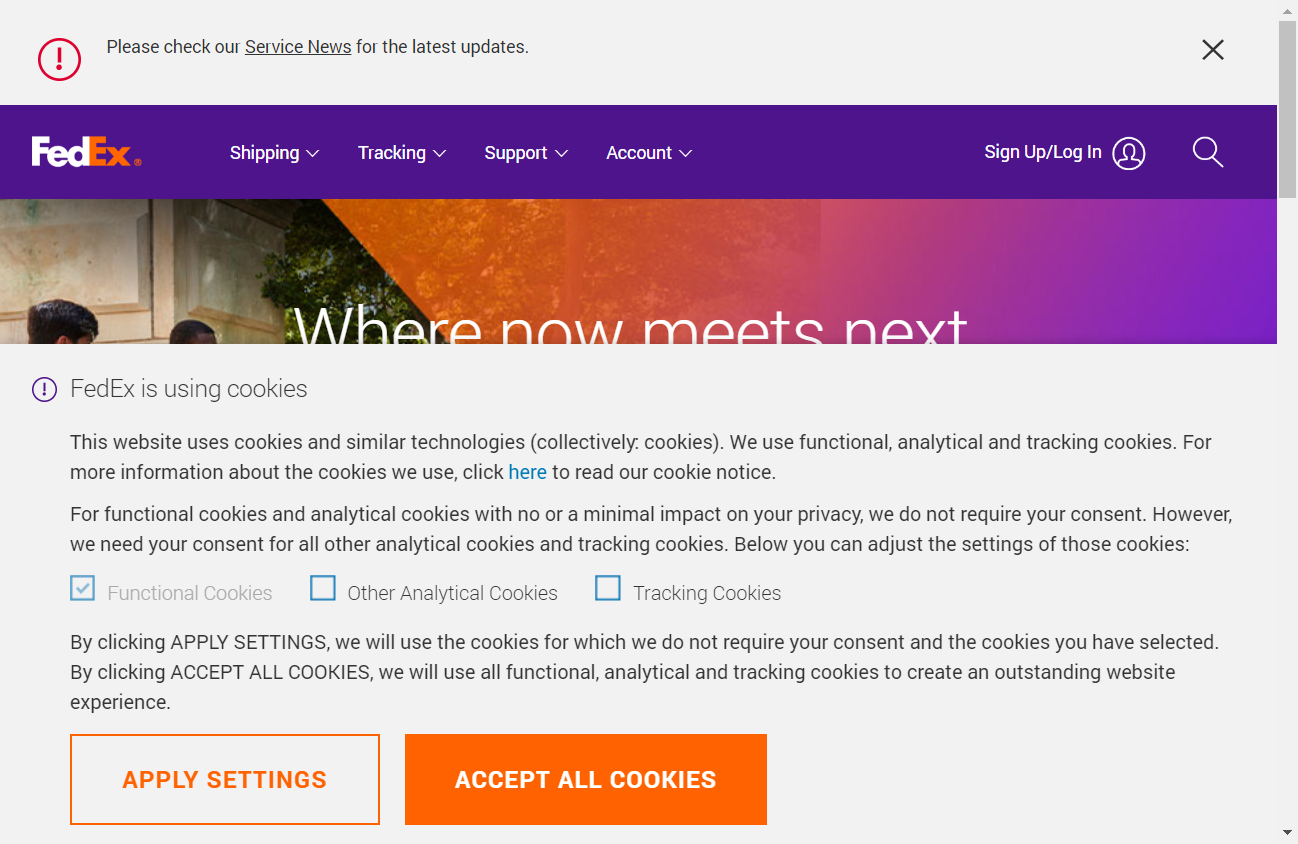 Please check our Service News for the latest updates.
FedEx®
Shipping
Tracking
Support
Account
Sign Up/Log In
Where now meets next
FedEx is using cookies
This website uses cookies and similar technologies (collectively: cookies). We use functional, analytical and tracking cookies. For
more information about the cookies we use, click here to read our cookie notice.
For functional cookies and analytical cookies with no or a minimal impact on your privacy, we do not require your consent. However,
we need your consent for all other analytical cookies and tracking cookies. Below you can adjust the settings of those cookies:
Functional Cookies
Other Analytical Cookies
Tracking Cookies
By clicking APPLY SETTINGS, we will use the cookies for which we do not require your consent and the cookies you have selected.
By clicking ACCEPT ALL COOKIES, we will use all functional, analytical and tracking cookies to create an outstanding website
experience.
APPLY SETTINGS
ACCEPT ALL COOKIES